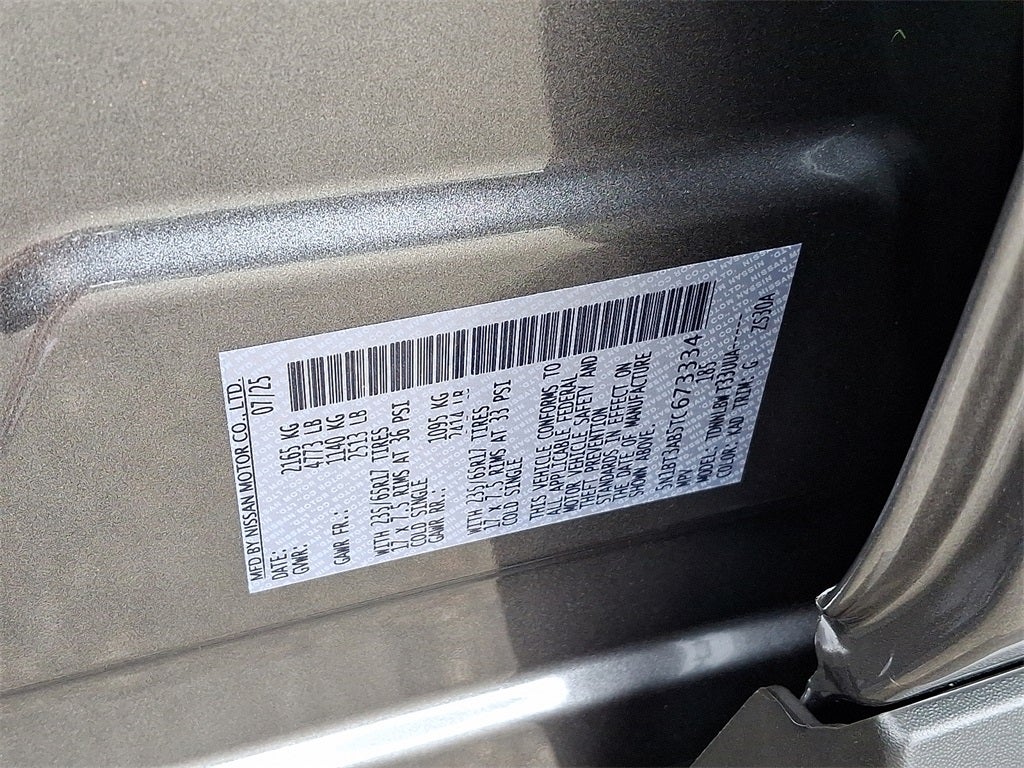 MFD BY NISSAN MOTOR CO., LTD.
DATE: 07/25
GVWR: 2165 KG
4773 LB
GAWR FR.: 1140 KG
2513 LB
WITH 235/65R17 TIRES
17 X 7.5 RIMS AT 36 PSI
COLD SINGLE
GAWR RR.: 1095 KG
2414 LB
WITH 235/65R17 TIRES
17 X 7.5 RIMS AT 33 PSI
COLD SINGLE
THIS VEHICLE CONFORMS TO
ALL APPLICABLE FEDERAL
MOTOR VEHICLE SAFETY AND
THEFT PREVENTION
STANDARDS IN EFFECT ON
THE DATE OF MANUFACTURE
SHOWN ABOVE.
5N1BT3AB5TC673334
MPV 185
MODEL
COLOR: KAD TRIM: G ZS30A